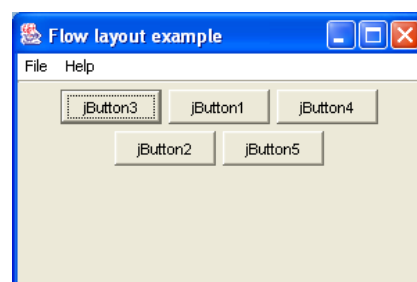 Flow layout example
File Help
jButton3 jButton1 jButton4
jButton2 jButton5